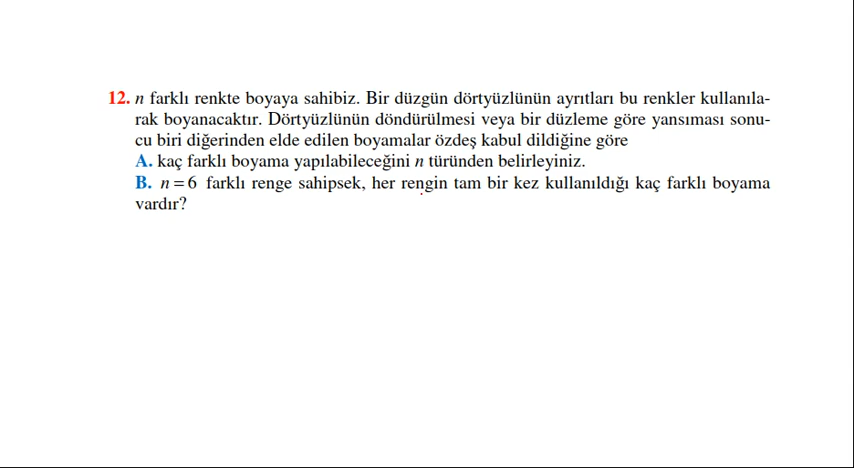 12. n farklı renkte boyaya sahibiz. Bir düzgün dörtyüzlünün ayrıtları bu renkler kullanıla-
rak boyanacaktır. Dörtyüzlünün döndürülmesi veya bir düzleme göre yansıması sonu-
cu biri diğerinden elde edilen boyamalar özdeş kabul dildiğine göre
A. kaç farklı boyama yapılabileceğini n türünden belirleyiniz.
B. n = 6 farklı renge sahipsek, her rengin tam bir kez kullanıldığı kaç farklı boyama
vardır?